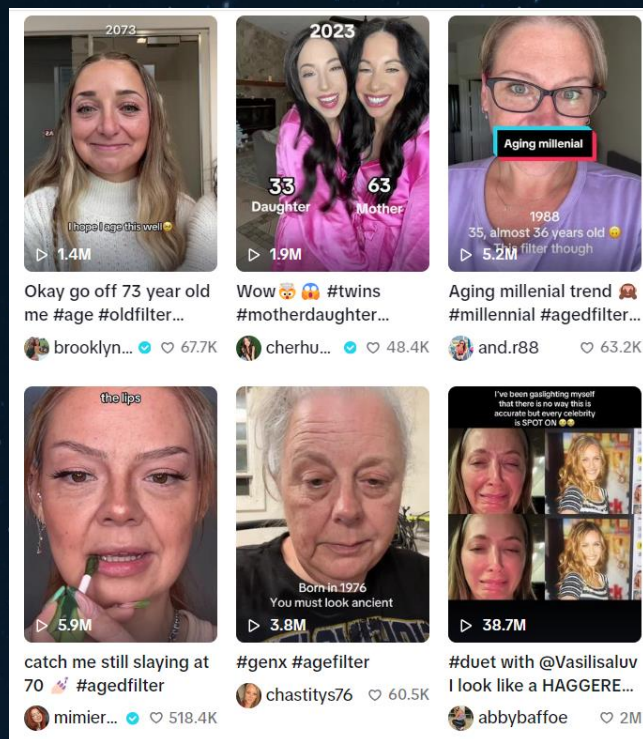 2073
I hope I age this well🥹
1.4M
Okay go off 73 year old
me #age #oldfilter...
brooklyn... 67.7K
2023
33
Daughter
63
Mother
1.9M
Wow🤯 😱 #twins
#motherdaughter...
cherhu... 48.4K
Aging millenial
1988
35, almost 36 years old 🙃
This filter though
5.2M
Aging millenial trend 🙊
#millennial #agedfilter...
and.r88 63.2K
the lips
5.9M
catch me still slaying at
70 💅🏻 #agedfilter
mimier... 518.4K
Born in 1976
You must look ancient
3.8M
#genx #agefilter
chastitys76 60.5K
I've been gaslighting myself
that there is no way this is
accurate but every celebrity
is SPOT ON 😭😭
38.7M
#duet with @Vasilisaluv
I look like a HAGGERE...
abbybaffoe 2M